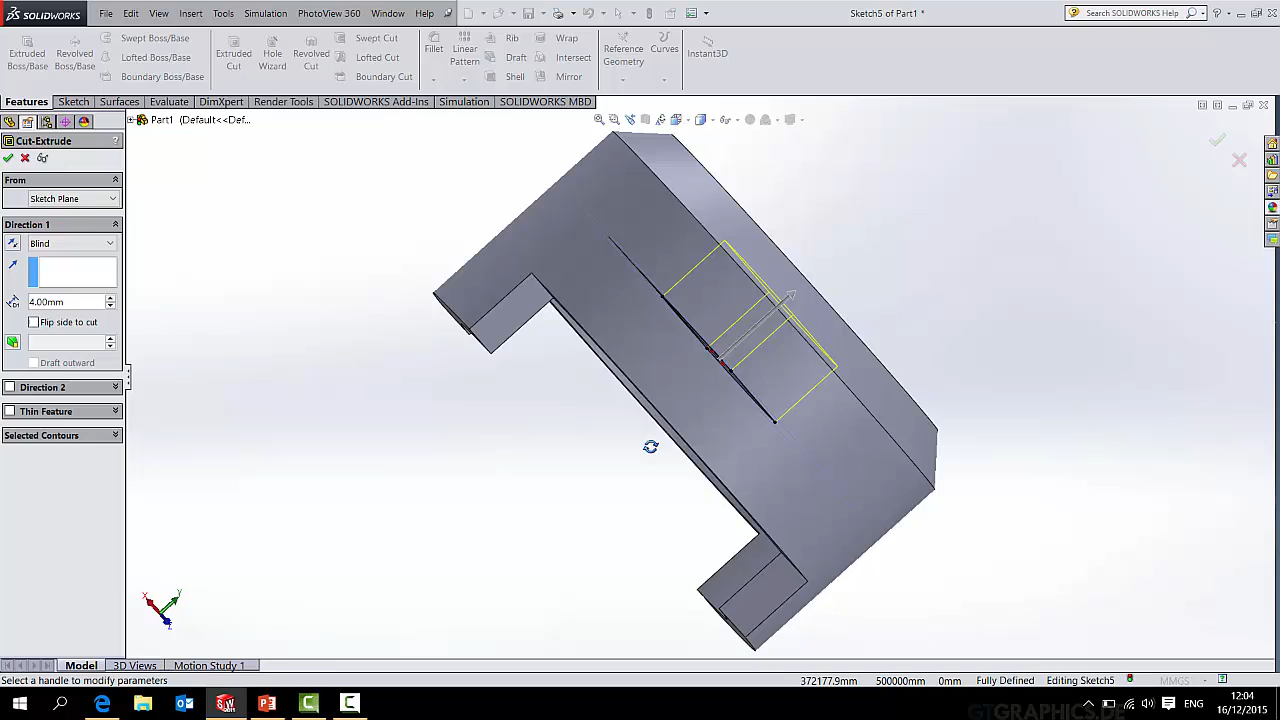 SOLIDWORKS File Edit View Insert Tools Simulation PhotoView 360 Window Help Sketch5 of Part1 * Search SOLIDWORKS Help
Extruded Boss/Base
Revolved Boss/Base
Swept Boss/Base
Lofted Boss/Base
Boundary Boss/Base
Extruded Cut
Hole Wizard
Revolved Cut
Swept Cut
Lofted Cut
Boundary Cut
Fillet
Linear Pattern
Rib
Draft
Shell
Wrap
Intersect
Mirror
Reference Geometry
Curves
Instant3D
Features Sketch Surfaces Evaluate DimXpert Render Tools SOLIDWORKS Add-Ins Simulation SOLIDWORKS MBD
Part1 (Default<<Def...
Cut-Extrude ?
From
Sketch Plane
Direction 1
Blind
4.00mm
Flip side to cut
Draft outward
Direction 2
Thin Feature
Selected Contours
X Y Z
Model 3D Views Motion Study 1
Select a handle to modify parameters 372177.9mm 500000mm 0mm Fully Defined Editing Sketch5 MMGS
ENG
12:04
16/12/2015
GTGRAPHICS.DE